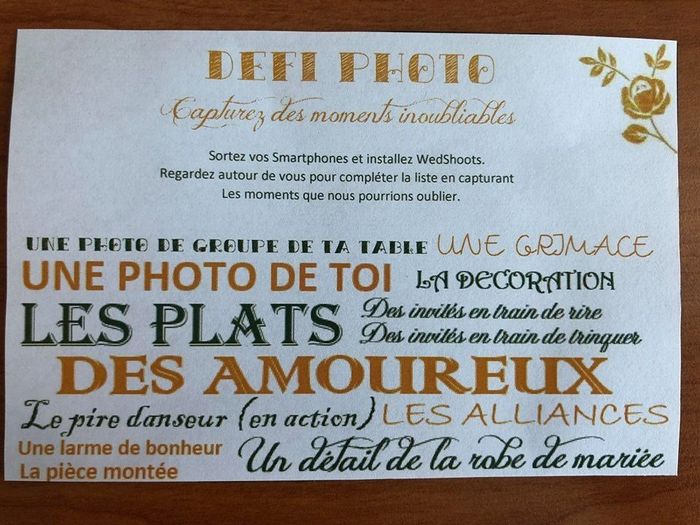 DEFI PHOTO
Capturez des moments inoubliables
Sortez vos Smartphones et installez WedShoots.
Regardez autour de vous pour compléter la liste en capturant
Les moments que nous pourrions oublier.
UNE PHOTO DE GROUPE DE TA TABLE UNE GRIMACE
UNE PHOTO DE TOI LA DECORATION
LES PLATS Des invités en train de rire
Des invités en train de trinquer
DES AMOUREUX
Le pire danseur (en action) LES ALLIANCES
Une larme de bonheur
La pièce montée
Un détail de la robe de mariée